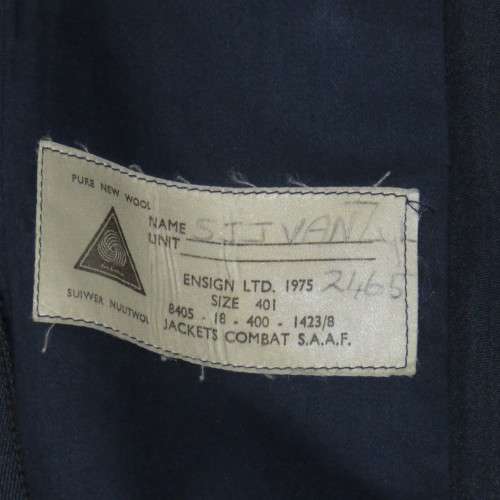 PURE NEW WOOL
SUIWER NUUTWOL
NAME SJJ VAN
UNIT
ENSIGN LTD. 1975 2465
SIZE 401
8405 - 18 - 400 - 1423/8
JACKETS COMBAT S.A.A.F.